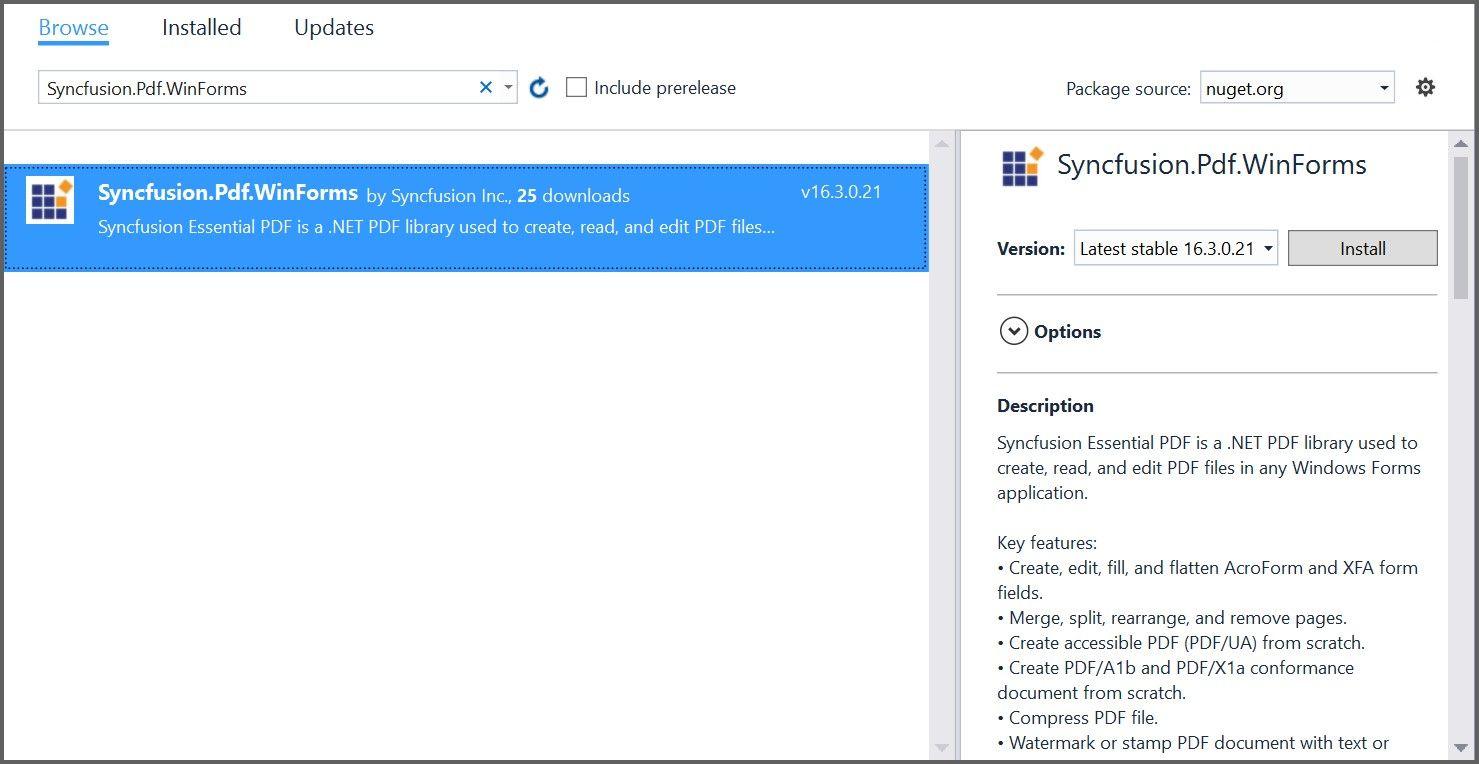 Browse Installed Updates
Syncfusion.Pdf.WinForms Include prerelease Package source: nuget.org
Syncfusion.Pdf.WinForms by Syncfusion Inc., 25 downloads v16.3.0.21
Syncfusion Essential PDF is a .NET PDF library used to create, read, and edit PDF files...
Syncfusion.Pdf.WinForms
Version: Latest stable 16.3.0.21 Install
Options
Description
Syncfusion Essential PDF is a .NET PDF library used to
create, read, and edit PDF files in any Windows Forms
application.
Key features:
• Create, edit, fill, and flatten AcroForm and XFA form
fields.
• Merge, split, rearrange, and remove pages.
• Create accessible PDF (PDF/UA) from scratch.
• Create PDF/A1b and PDF/X1a conformance
document from scratch.
• Compress PDF file.
• Watermark or stamp PDF document with text or